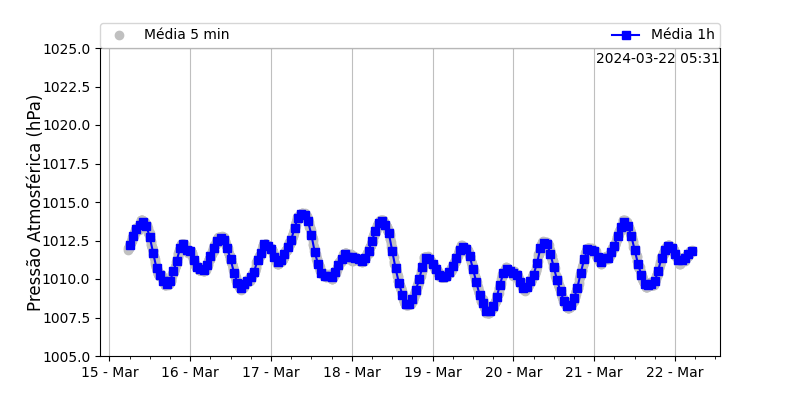 Média 5 min
Média 1h
2024-03-22 05:31
Pressão Atmosférica (hPa)
1025.0
1022.5
1020.0
1017.5
1015.0
1012.5
1010.0
1007.5
1005.0
15 - Mar
16 - Mar
17 - Mar
18 - Mar
19 - Mar
20 - Mar
21 - Mar
22 - Mar